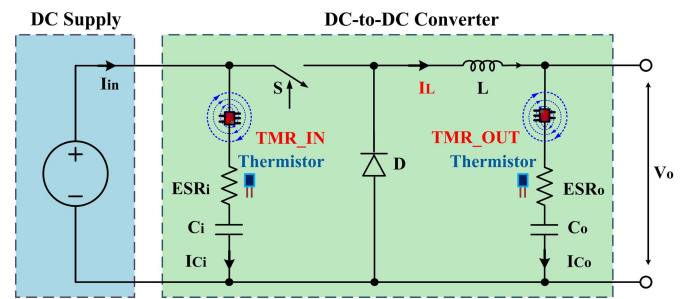 DC Supply
DC-to-DC Converter
Iin
S
IL
L
TMR_IN
Thermistor
TMR_OUT
Thermistor
D
ESRi
ESRo
Vo
Ci
Co
ICi
ICo